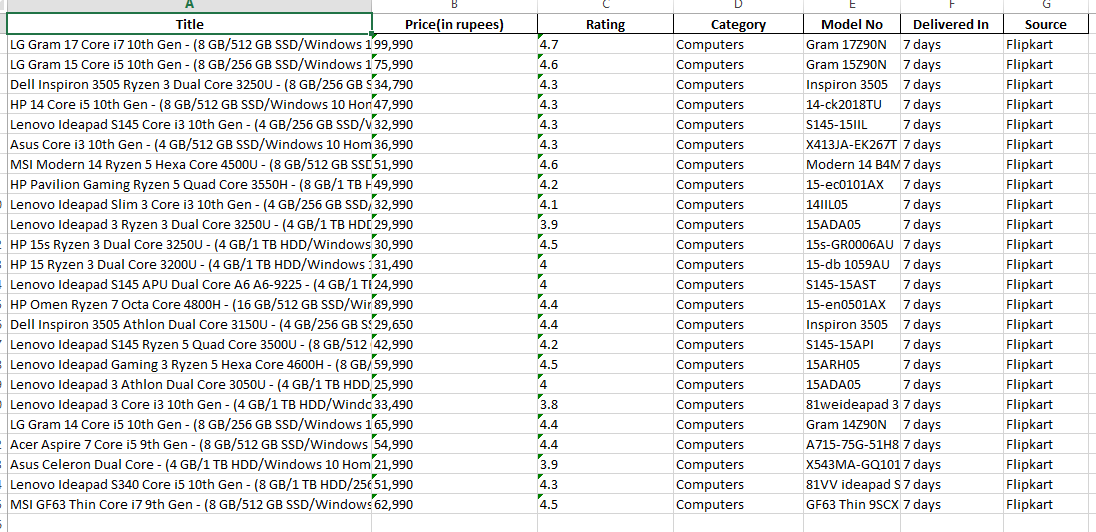 A B C D E F G
Title Price(in rupees) Rating Category Model No Delivered In Source
LG Gram 17 Core i7 10th Gen - (8 GB/512 GB SSD/Windows 1 99,990 4.7 Computers Gram 17Z90N 7 days Flipkart
LG Gram 15 Core i5 10th Gen - (8 GB/256 GB SSD/Windows 1 75,990 4.6 Computers Gram 15Z90N 7 days Flipkart
Dell Inspiron 3505 Ryzen 3 Dual Core 3250U - (8 GB/256 GB S 34,790 4.3 Computers Inspiron 3505 7 days Flipkart
HP 14 Core i5 10th Gen - (8 GB/512 GB SSD/Windows 10 Hon 47,990 4.3 Computers 14-ck2018TU 7 days Flipkart
Lenovo Ideapad S145 Core i3 10th Gen - (4 GB/256 GB SSD/V 32,990 4.3 Computers S145-15IIL 7 days Flipkart
Asus Core i3 10th Gen - (4 GB/512 GB SSD/Windows 10 Hom 36,990 4.3 Computers X413JA-EK267T 7 days Flipkart
MSI Modern 14 Ryzen 5 Hexa Core 4500U - (8 GB/512 GB SSD 51,990 4.6 Computers Modern 14 B4M 7 days Flipkart
HP Pavilion Gaming Ryzen 5 Quad Core 3550H - (8 GB/1 TB H 49,990 4.2 Computers 15-ec0101AX 7 days Flipkart
Lenovo Ideapad Slim 3 Core i3 10th Gen - (4 GB/256 GB SSD/ 32,990 4.1 Computers 14IIL05 7 days Flipkart
Lenovo Ideapad 3 Ryzen 3 Dual Core 3250U - (4 GB/1 TB HDD 29,990 3.9 Computers 15ADA05 7 days Flipkart
HP 15s Ryzen 3 Dual Core 3250U - (4 GB/1 TB HDD/Windows 30,990 4.5 Computers 15s-GR0006AU 7 days Flipkart
HP 15 Ryzen 3 Dual Core 3200U - (4 GB/1 TB HDD/Windows 31,490 4 Computers 15-db 1059AU 7 days Flipkart
Lenovo Ideapad S145 APU Dual Core A6 A6-9225 - (4 GB/1 TE 24,990 4 Computers S145-15AST 7 days Flipkart
HP Omen Ryzen 7 Octa Core 4800H - (16 GB/512 GB SSD/Wir 89,990 4.4 Computers 15-en0501AX 7 days Flipkart
Dell Inspiron 3505 Athlon Dual Core 3150U - (4 GB/256 GB SS 29,650 4.4 Computers Inspiron 3505 7 days Flipkart
Lenovo Ideapad S145 Ryzen 5 Quad Core 3500U - (8 GB/512 42,990 4.2 Computers S145-15API 7 days Flipkart
Lenovo Ideapad Gaming 3 Ryzen 5 Hexa Core 4600H - (8 GB/ 59,990 4.5 Computers 15ARH05 7 days Flipkart
Lenovo Ideapad 3 Athlon Dual Core 3050U - (4 GB/1 TB HDD, 25,990 4 Computers 15ADA05 7 days Flipkart
Lenovo Ideapad 3 Core i3 10th Gen - (4 GB/1 TB HDD/Windo 33,490 3.8 Computers 81weideapad 3 7 days Flipkart
LG Gram 14 Core i5 10th Gen - (8 GB/256 GB SSD/Windows 1 65,990 4.4 Computers Gram 14Z90N 7 days Flipkart
Acer Aspire 7 Core i5 9th Gen - (8 GB/512 GB SSD/Windows 54,990 4.4 Computers A715-75G-51H8 7 days Flipkart
Asus Celeron Dual Core - (4 GB/1 TB HDD/Windows 10 Hom 21,990 3.9 Computers X543MA-GQ101 7 days Flipkart
Lenovo Ideapad S340 Core i5 10th Gen - (8 GB/1 TB HDD/256 51,990 4.3 Computers 81VV ideapad S 7 days Flipkart
MSI GF63 Thin Core i7 9th Gen - (8 GB/512 GB SSD/Windows 62,990 4.5 Computers GF63 Thin 9SCX 7 days Flipkart